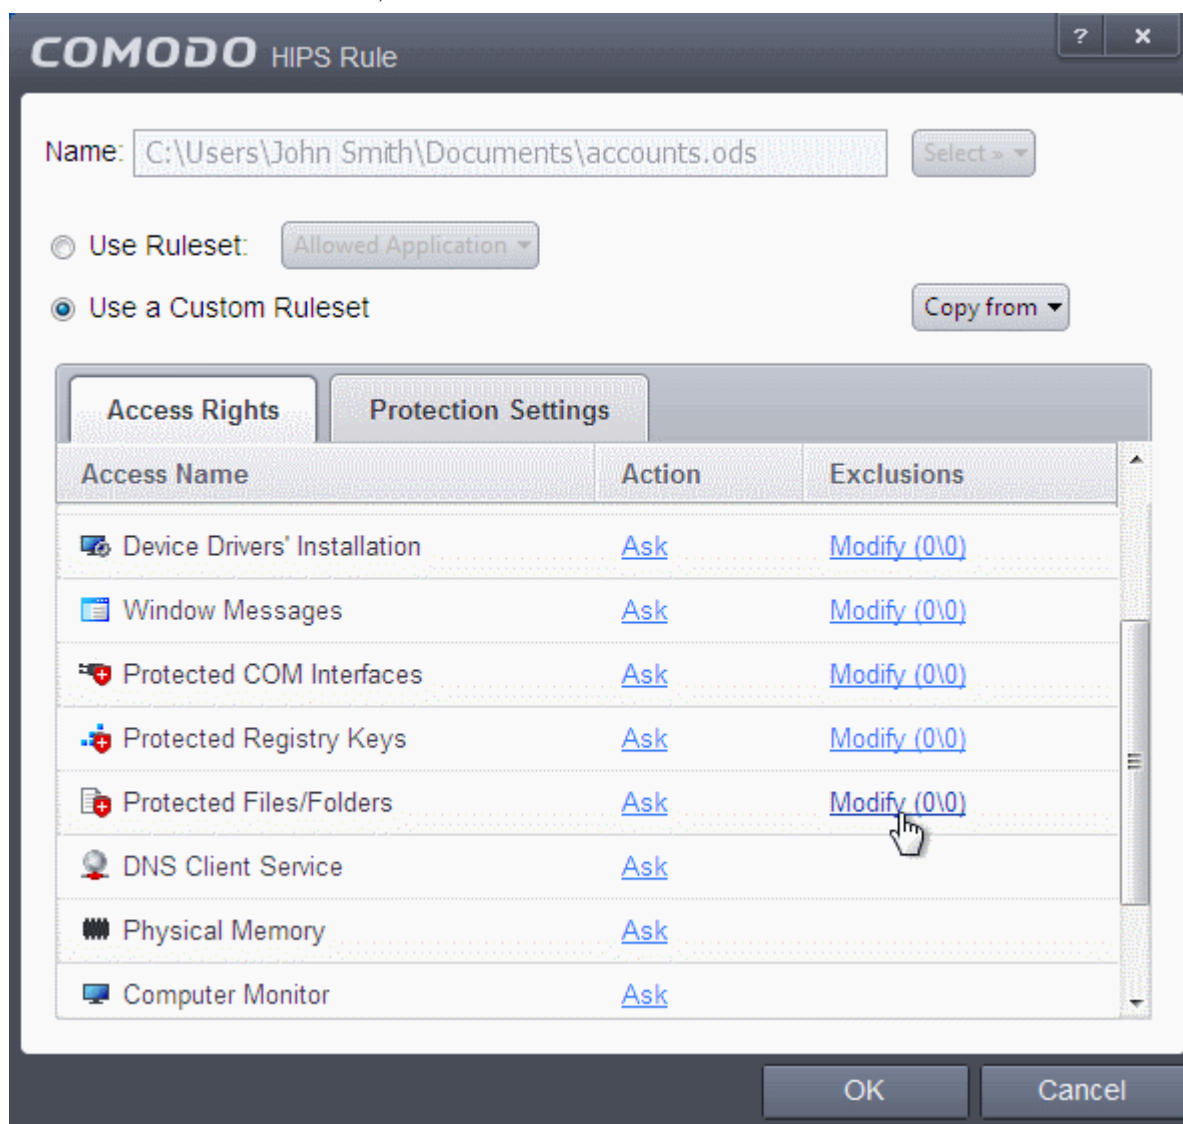 COMODO HIPS Rule
? x
Name: C:\Users\John Smith\Documents\accounts.ods Select »
Use Ruleset: Allowed Application
Use a Custom Ruleset Copy from
Access Rights Protection Settings
Access Name Action Exclusions
Device Drivers' Installation Ask Modify (0\0)
Window Messages Ask Modify (0\0)
Protected COM Interfaces Ask Modify (0\0)
Protected Registry Keys Ask Modify (0\0)
Protected Files/Folders Ask Modify (0\0)
DNS Client Service Ask
Physical Memory Ask
Computer Monitor Ask
OK Cancel